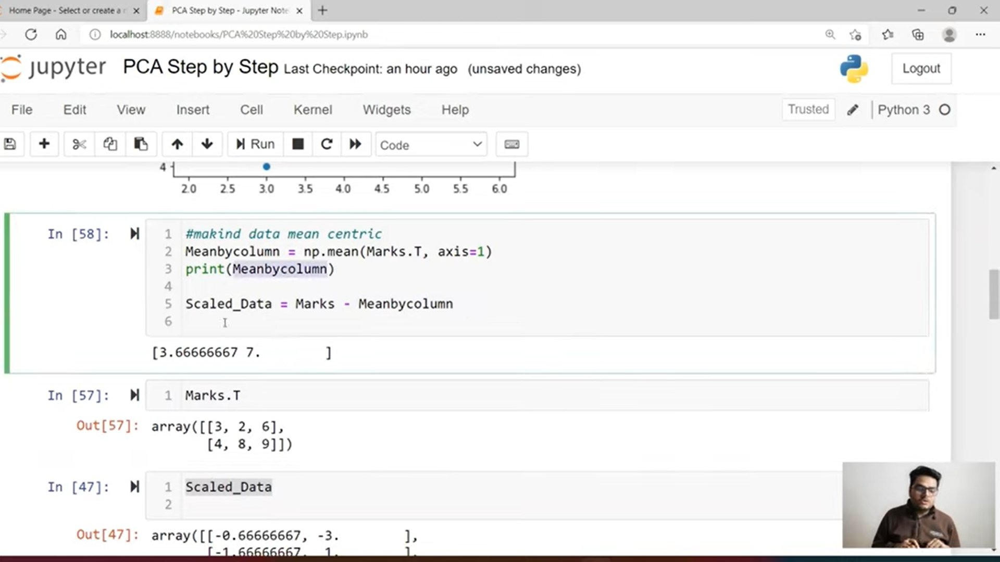 Home Page - Select or create a n
PCA Step by Step - Jupyter Note
localhost:8888/notebooks/PCA%20Step%20by%20Step.ipynb
jupyter PCA Step by Step Last Checkpoint: an hour ago (unsaved changes)
Logout
File Edit View Insert Cell Kernel Widgets Help Trusted Python 3
Run Code
4
2.0 2.5 3.0 3.5 4.0 4.5 5.0 5.5 6.0
In [58]: 1 #makind data mean centric
2 Meanbycolumn = np.mean(Marks.T, axis=1)
3 print(Meanbycolumn)
4
5 Scaled_Data = Marks - Meanbycolumn
6
[3.66666667 7. ]
In [57]: 1 Marks.T
Out[57]: array([[3, 2, 6],
[4, 8, 9]])
In [47]: 1 Scaled_Data
2
Out[47]: array([[-0.66666667, -3. ],
[-1.66666667, 1. ],